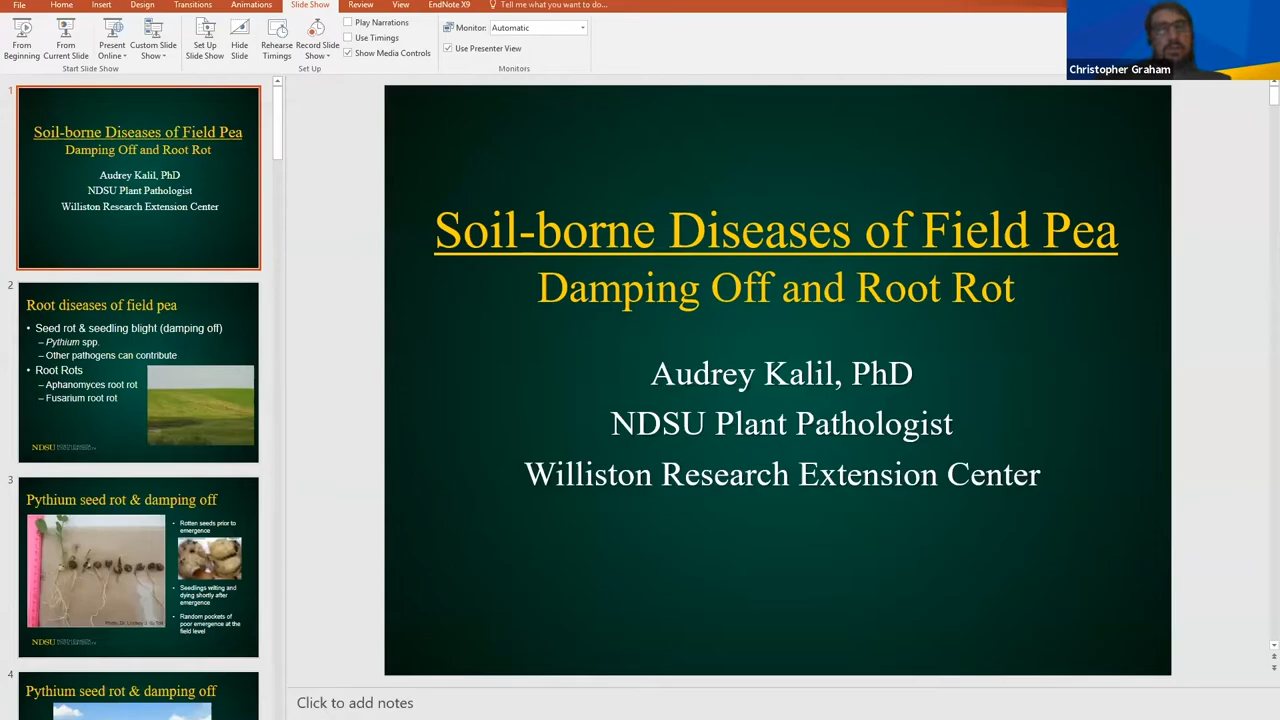 File Home Insert Design Transitions Animations Slide Show Review View EndNote X9 Tell me what you want to do...
From Beginning
From Current Slide
Present Online
Custom Slide Show
Set Up Slide Show
Hide Slide
Rehearse Timings
Record Slide Show
Play Narrations
Use Timings
Show Media Controls
Monitor: Automatic
Use Presenter View
Start Slide Show
Set Up
Monitors
Christopher Graham
1
Soil-borne Diseases of Field Pea
Damping Off and Root Rot
Audrey Kalil, PhD
NDSU Plant Pathologist
Williston Research Extension Center
2
Root diseases of field pea
• Seed rot & seedling blight (damping off)
– Pythium spp.
– Other pathogens can contribute
• Root Rots
– Aphanomyces root rot
– Fusarium root rot
NDSU
3
Pythium seed rot & damping off
• Rotten seeds prior to
emergence
• Seedlings wilting and
dying shortly after
emergence
• Random pockets of
poor emergence at the
field level
NDSU
4
Pythium seed rot & damping off
Soil-borne Diseases of Field Pea
Damping Off and Root Rot
Audrey Kalil, PhD
NDSU Plant Pathologist
Williston Research Extension Center
Click to add notes